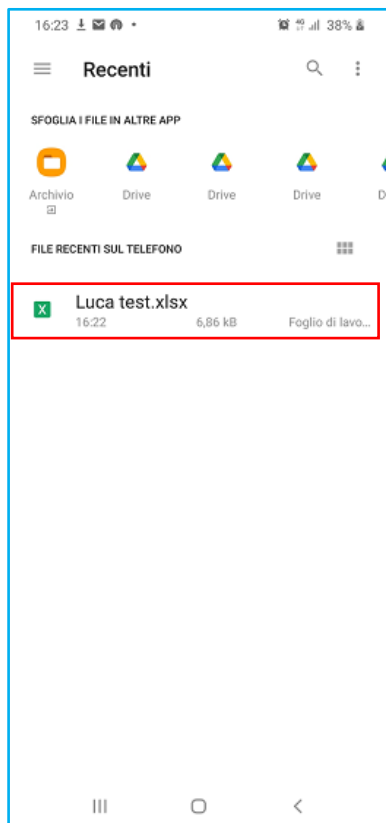 16:23 38%
Recenti
SFOGLIA I FILE IN ALTRE APP
Archivio Drive Drive Drive D
FILE RECENTI SUL TELEFONO
Luca test.xlsx
16:22 6,86 kB Foglio di lavo...